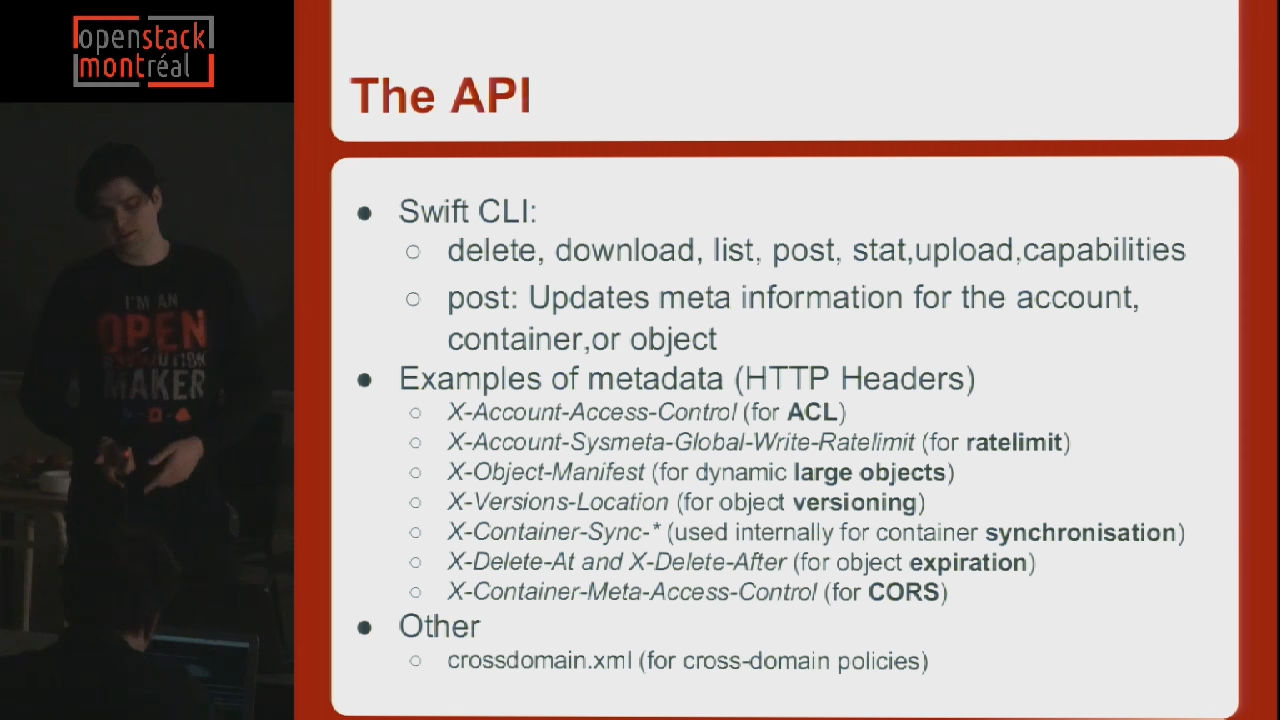 openstack
montréal
The API
● Swift CLI:
○ delete, download, list, post, stat,upload,capabilities
○ post: Updates meta information for the account,
container,or object
● Examples of metadata (HTTP Headers)
○ X-Account-Access-Control (for ACL)
○ X-Account-Sysmeta-Global-Write-Ratelimit (for ratelimit)
○ X-Object-Manifest (for dynamic large objects)
○ X-Versions-Location (for object versioning)
○ X-Container-Sync-* (used internally for container synchronisation)
○ X-Delete-At and X-Delete-After (for object expiration)
○ X-Container-Meta-Access-Control (for CORS)
● Other
○ crossdomain.xml (for cross-domain policies)
I'M AN
OPEN
MAKER